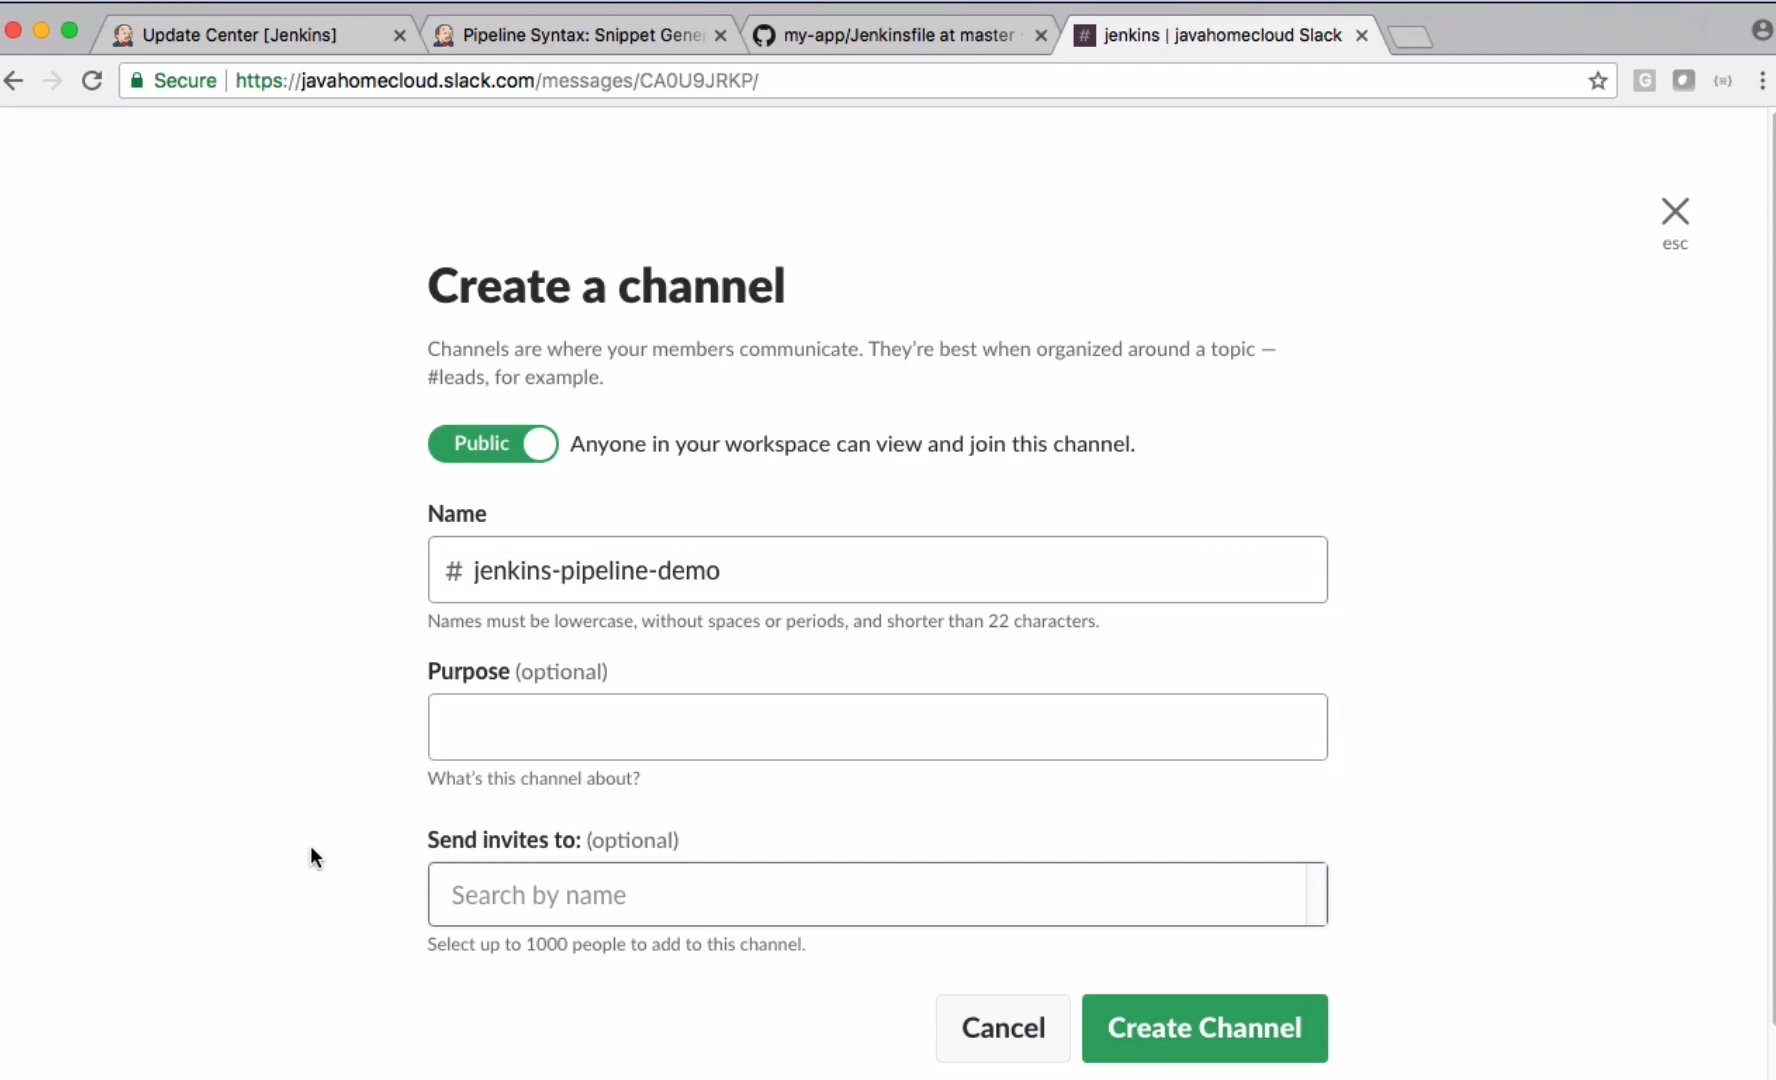 Update Center [Jenkins]
Pipeline Syntax: Snippet Gener
my-app/Jenkinsfile at master
# jenkins | javahomecloud Slack
Secure | https://javahomecloud.slack.com/messages/CA0U9JRKP/
G
esc
Create a channel
Channels are where your members communicate. They’re best when organized around a topic —
#leads, for example.
Public Anyone in your workspace can view and join this channel.
Name
# jenkins-pipeline-demo
Names must be lowercase, without spaces or periods, and shorter than 22 characters.
Purpose (optional)
What’s this channel about?
Send invites to: (optional)
Search by name
Select up to 1000 people to add to this channel.
Cancel
Create Channel